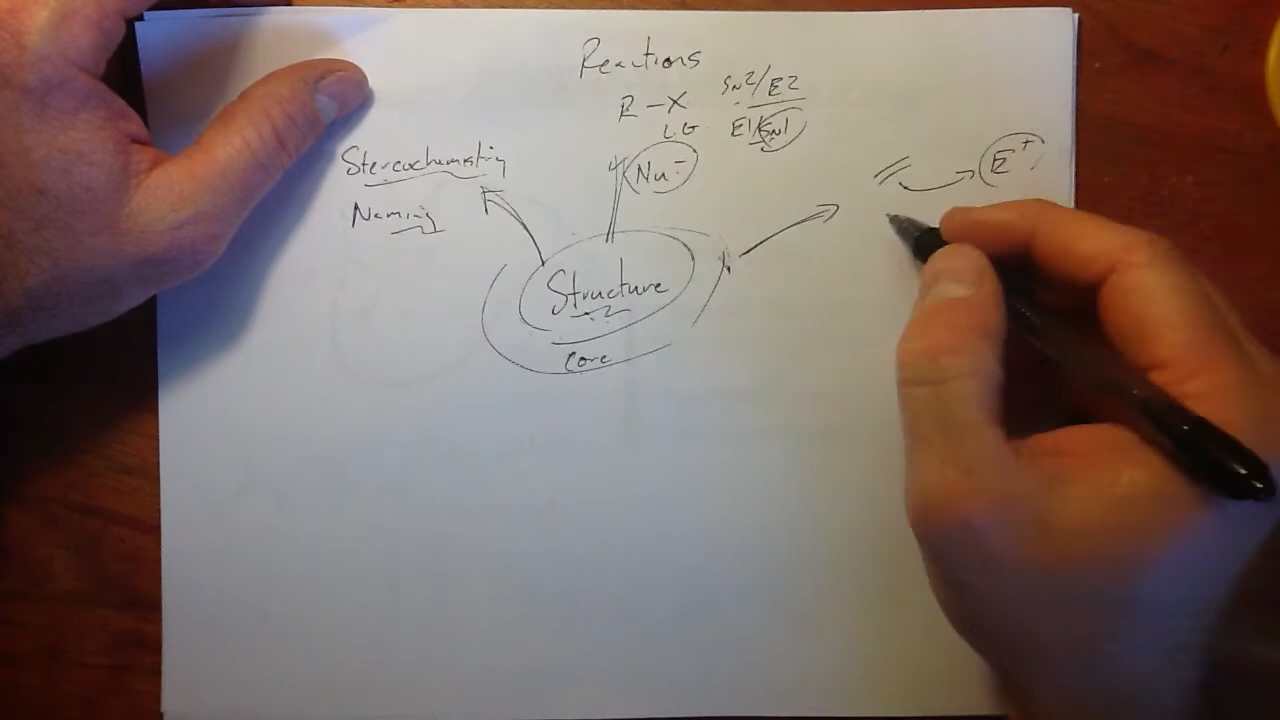 Reactions
R-X SN2/E2
LG E1/SN1
Stereochemistry Nu:⁻ E⁺
Naming
Structure
core